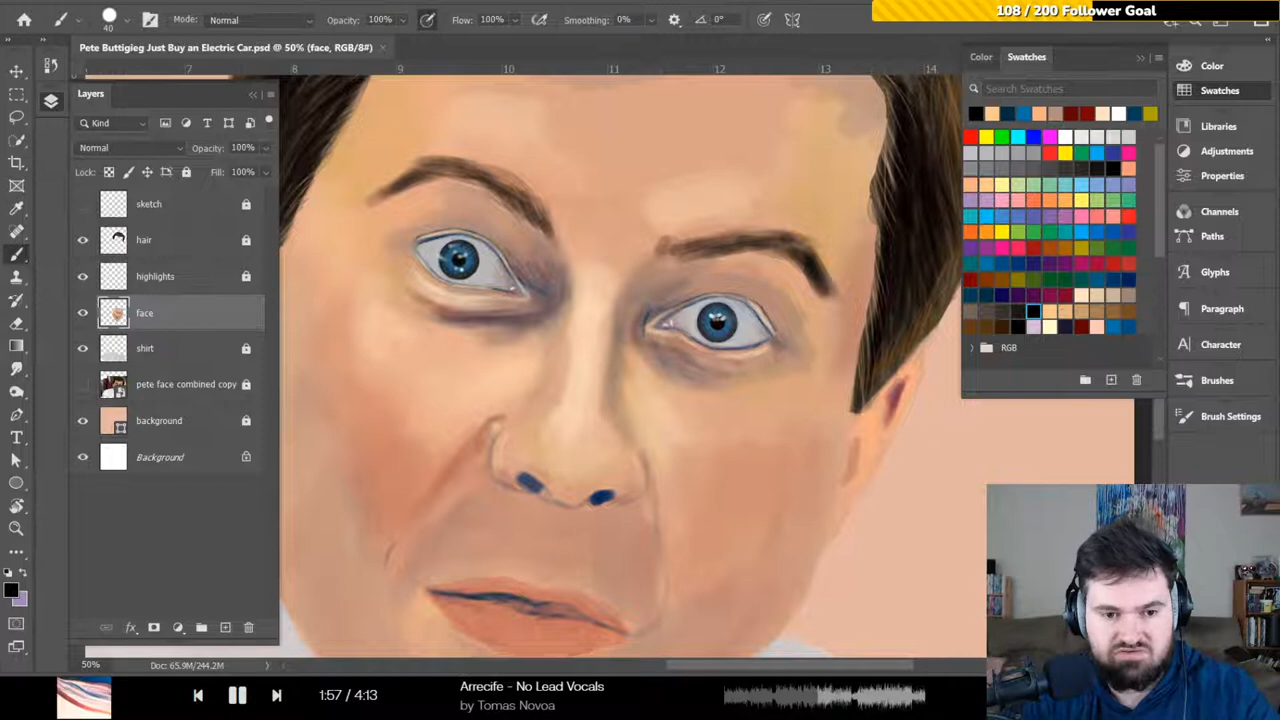 108 / 200 Follower Goal
Mode: Normal Opacity: 100% Flow: 100% Smoothing: 0% 0°
40
Pete Buttigieg Just Buy an Electric Car.psd @ 50% (face, RGB/8#)
7 8 9 10 11 12 13 14
Layers
Kind
Normal Opacity: 100%
Lock: Fill: 100%
sketch
hair
highlights
face
shirt
pete face combined copy
background
Background
fx
Color Swatches
Search Swatches
RGB
Color
Swatches
Libraries
Adjustments
Properties
Channels
Paths
Glyphs
Paragraph
Character
Brushes
Brush Settings
50% Doc: 65.9M/244.2M
1:57 / 4:13
Arrecife - No Lead Vocals
by Tomas Novoa